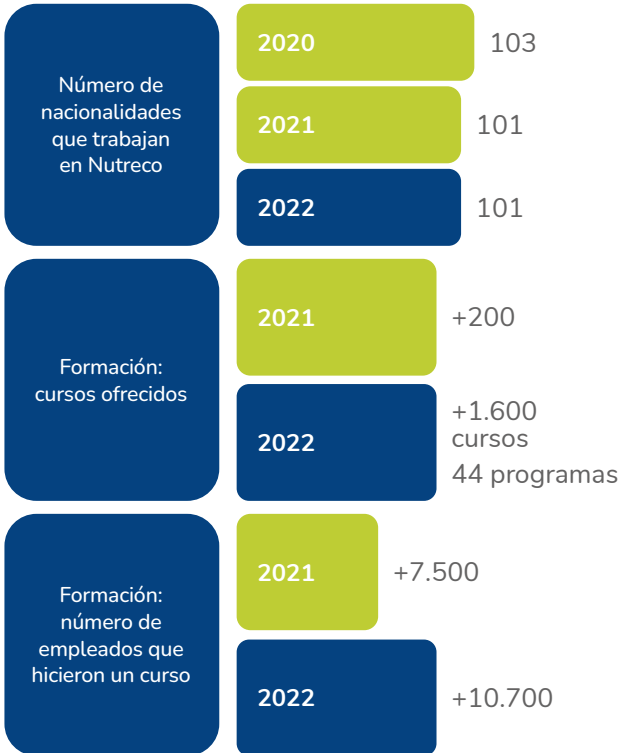 Número de
nacionalidades
que trabajan
en Nutreco
2020
103
2021
101
2022
101
Formación:
cursos ofrecidos
2021
+200
2022
+1.600
cursos
44 programas
Formación:
número de
empleados que
hicieron un curso
2021
+7.500
2022
+10.700